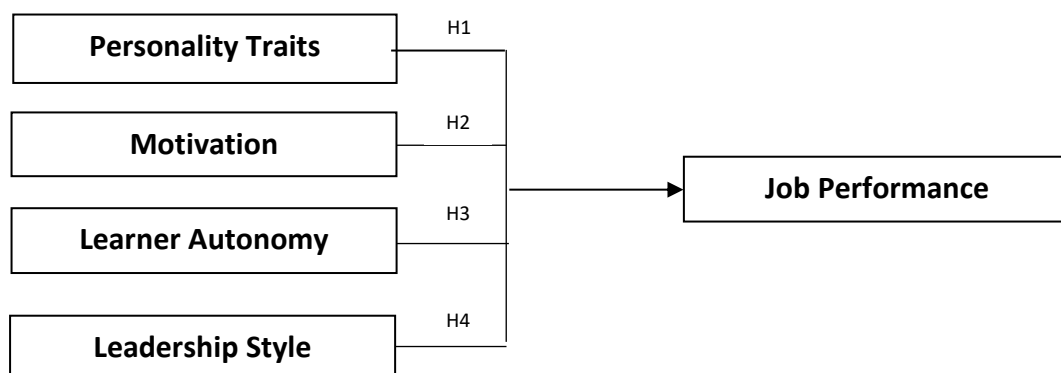 H1
Personality Traits
H2
Motivation
Job Performance
H3
Learner Autonomy
H4
Leadership Style